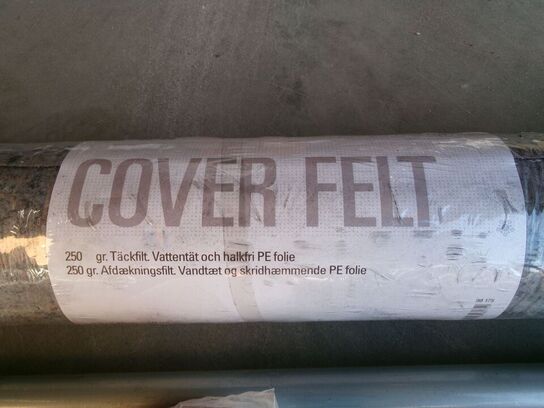 COVER FELT
250 gr. Täckfilt. Vattentät och halkfri PE folie
250 gr. Afdækningsfilt. Vandtæt og skridhæmmende PE folie